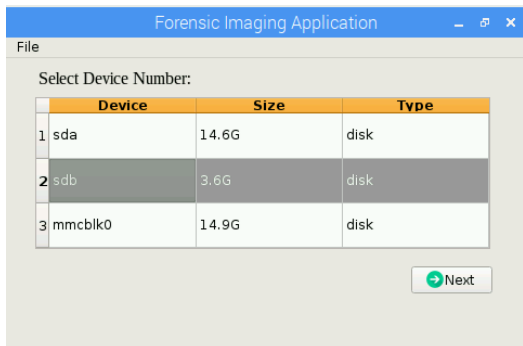 Forensic Imaging Application
File
Select Device Number:
Device Size Type
1 sda 14.6G disk
2 sdb 3.6G disk
3 mmcblk0 14.9G disk
Next